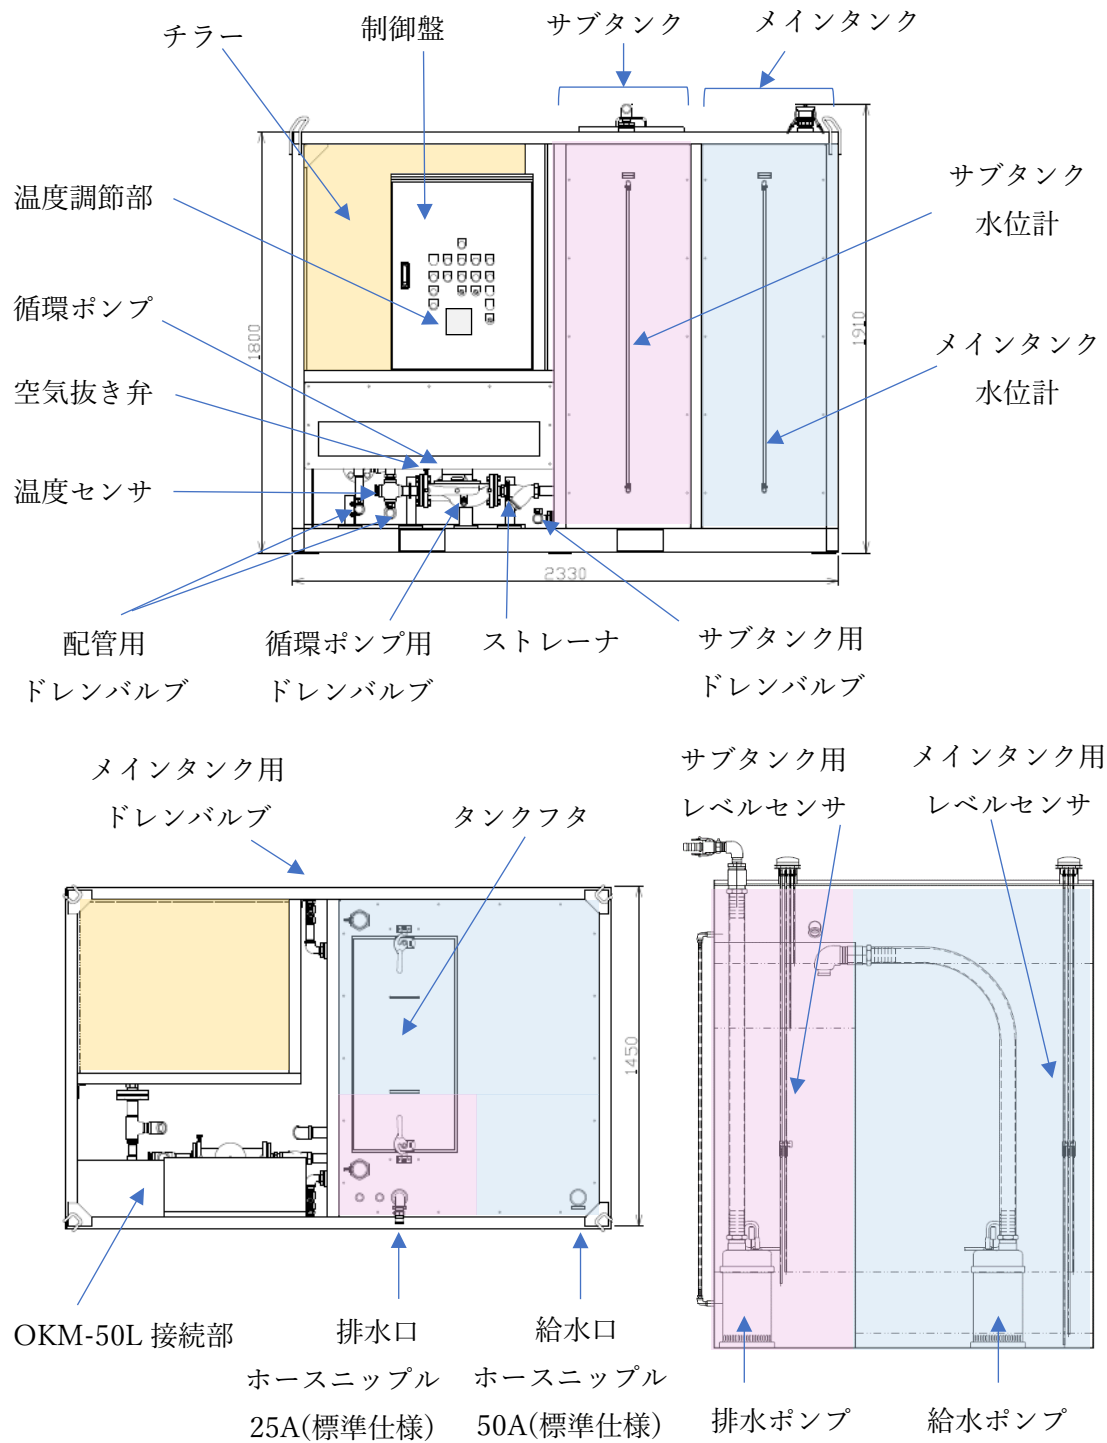 チラー
制御盤
サブタンク
メインタンク
温度調節部
サブタンク
水位計
循環ポンプ
メインタンク
水位計
空気抜き弁
温度センサ
1800
1910
2330
配管用
ドレンバルブ
循環ポンプ用
ドレンバルブ
ストレーナ
サブタンク用
ドレンバルブ
メインタンク用
ドレンバルブ
タンクフタ
サブタンク用
レベルセンサ
メインタンク用
レベルセンサ
1450
OKM-50L 接続部
排水口
ホースニップル
25A(標準仕様)
給水口
ホースニップル
50A(標準仕様)
排水ポンプ
給水ポンプ